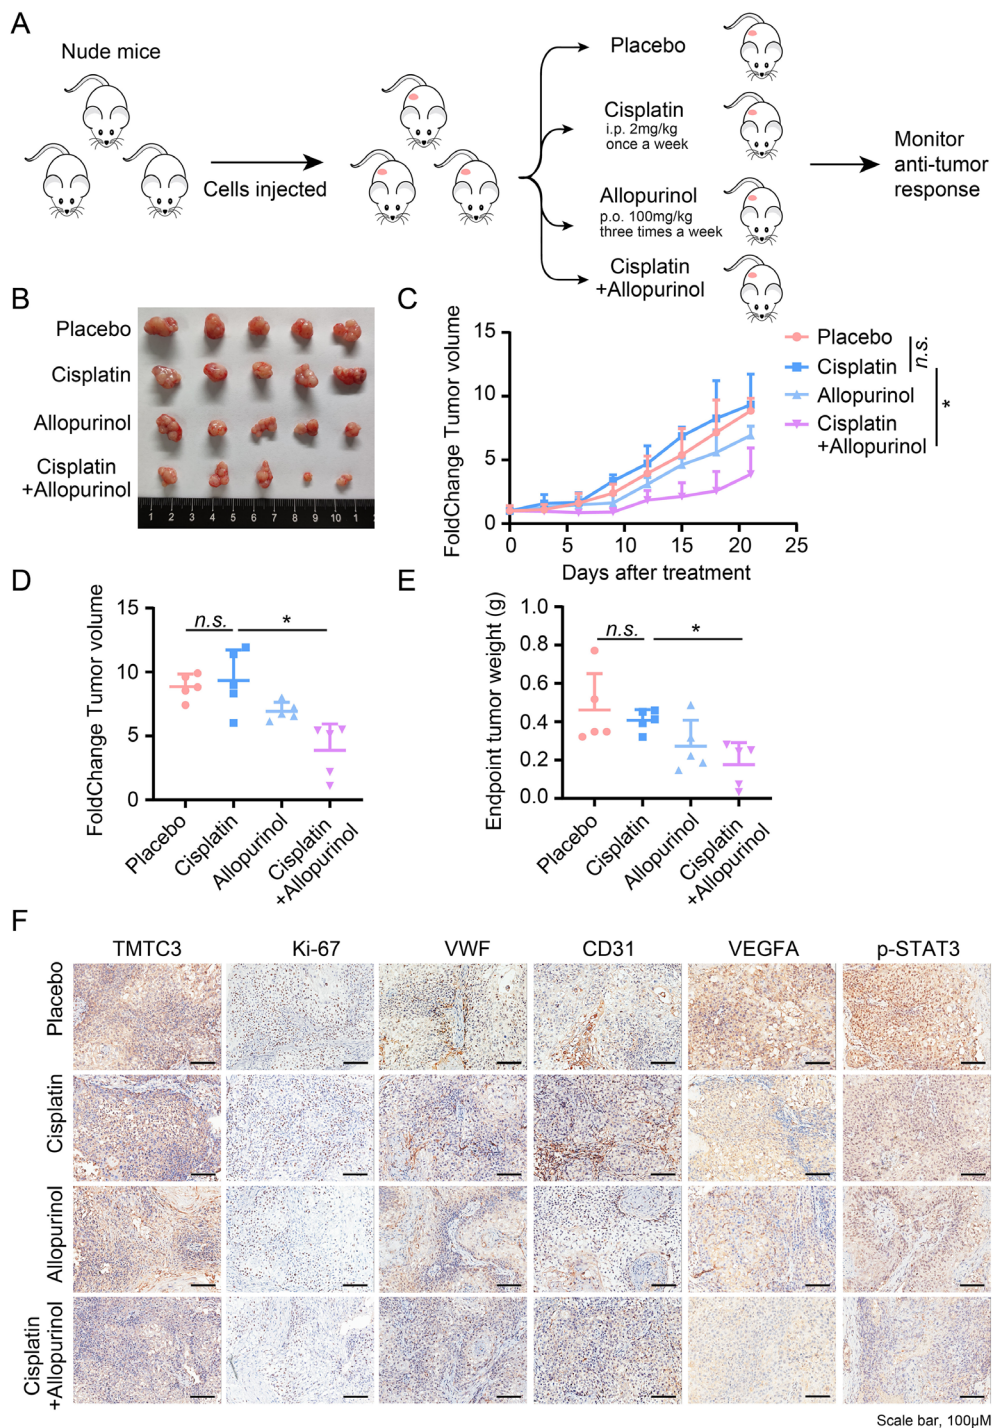 A
Nude mice
Cells injected
Placebo
Cisplatin
i.p. 2mg/kg
once a week
Allopurinol
p.o. 100mg/kg
three times a week
Cisplatin
+Allopurinol
Monitor
anti-tumor
response
B
Placebo
Cisplatin
Allopurinol
Cisplatin
+Allopurinol
1 2 3 4 5 6 7 8 9 10 1
C
FoldChange Tumor volume
15
10
5
0
0 5 10 15 20 25
Days after treatment
Placebo
Cisplatin
Allopurinol
Cisplatin
+Allopurinol
n.s.
*
D
FoldChange Tumor volume
15
10
5
0
n.s.
*
Placebo
Cisplatin
Allopurinol
Cisplatin
+Allopurinol
E
Endpoint tumor weight (g)
1.0
0.8
0.6
0.4
0.2
0.0
n.s.
*
Placebo
Cisplatin
Allopurinol
Cisplatin
+Allopurinol
F
TMTC3 Ki-67 VWF CD31 VEGFA p-STAT3
Placebo
Cisplatin
Allopurinol
Cisplatin
+Allopurinol
Scale bar, 100μM